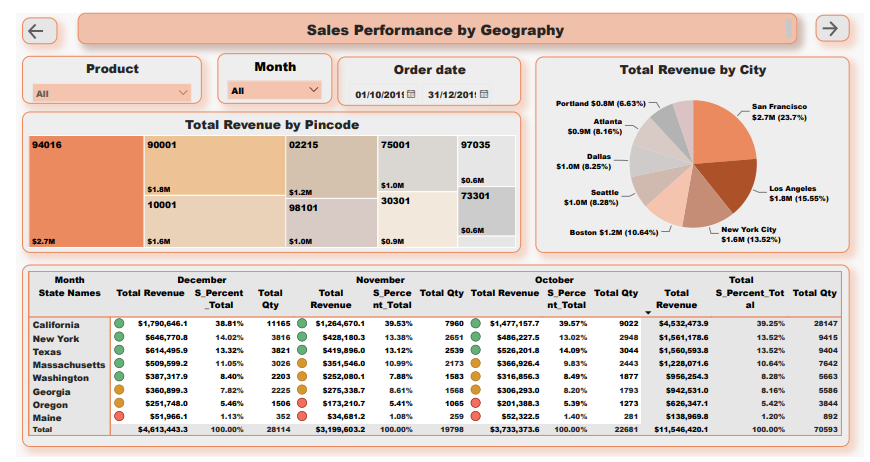 Sales Performance by Geography
Product
All
Month
All
Order date
01/10/2019
31/12/2019
Total Revenue by Pincode
94016
$2.7M
90001
$1.8M
10001
$1.6M
02215
$1.2M
98101
$1.0M
75001
$1.0M
30301
$0.9M
97035
$0.6M
73301
$0.6M
Total Revenue by City
San Francisco
$2.7M (23.7%)
Los Angeles
$1.8M (15.55%)
New York City
$1.6M (13.52%)
Boston $1.2M (10.64%)
Seattle
$1.0M (8.28%)
Dallas
$1.0M (8.25%)
Atlanta
$0.9M (8.16%)
Portland $0.8M (6.63%)
Month December November October Total
State Names Total Revenue S_Percent Total Total S_Perce Total Qty Total Revenue S_Perce Total Qty Total S_Percent_Tot Total Qty
_Total Qty Revenue nt_Total nt_Total Revenue al
California $1,790,646.1 38.81% 11165 $1,264,670.1 39.53% 7960 $1,477,157.7 39.57% 9022 $4,532,473.9 39.25% 28147
New York $646,770.8 14.02% 3816 $428,180.3 13.38% 2651 $486,227.5 13.02% 2948 $1,561,178.6 13.52% 9415
Texas $614,495.9 13.32% 3821 $419,896.0 13.12% 2539 $526,201.8 14.09% 3044 $1,560,593.8 13.52% 9404
Massachusetts $509,599.2 11.05% 3026 $351,546.0 10.99% 2173 $366,926.4 9.83% 2443 $1,228,071.6 10.64% 7642
Washington $387,317.9 8.40% 2203 $252,080.1 7.88% 1583 $316,856.3 8.49% 1877 $956,254.3 8.28% 5663
Georgia $360,899.3 7.82% 2225 $275,338.7 8.61% 1568 $306,293.0 8.20% 1793 $942,531.0 8.16% 5586
Oregon $251,748.0 5.46% 1506 $173,210.7 5.41% 1065 $201,388.3 5.39% 1273 $626,347.1 5.42% 3844
Maine $51,966.1 1.13% 352 $34,681.2 1.08% 259 $52,322.5 1.40% 281 $138,969.8 1.20% 892
Total $4,613,443.3 100.00% 28114 $3,199,603.2 100.00% 19798 $3,733,373.6 100.00% 22681 $11,546,420.1 100.00% 70593